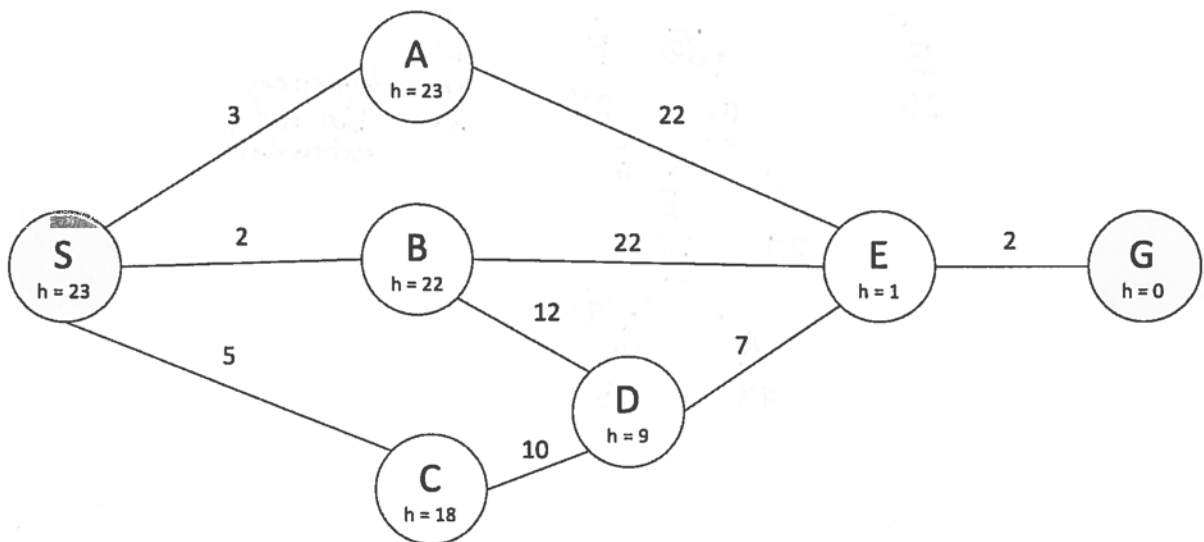 A
h = 23
3
22
S
h = 23
2
B
h = 22
22
E
h = 1
2
G
h = 0
12
7
5
D
h = 9
10
C
h = 18